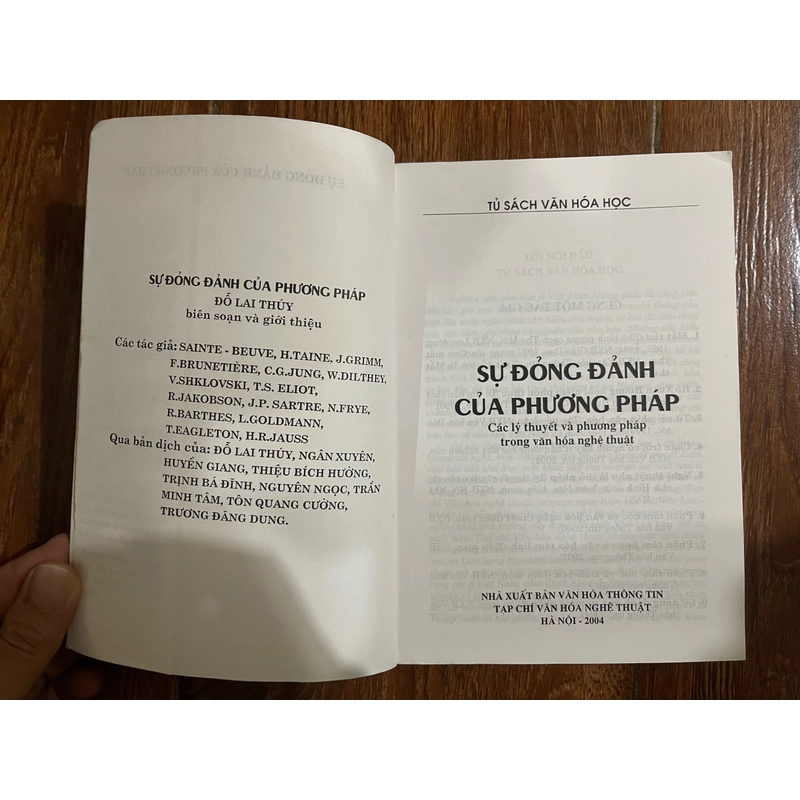 SỰ ĐỎNG ĐẢNH CỦA PHƯƠNG PHÁP
ĐỖ LAI THÚY
biên soạn và giới thiệu
Các tác giả: SAINTE - BEUVE, H.TAINE. J.GRIMM,
F.BRUNETIÈRE, C.G.JUNG, W.DILTHEY,
V.SHKLOVSKI, T.S. ELIOT,
R.JAKOBSON, J.P. SARTRE, N.FRYE,
R.BARTHES, L.GOLDMANN,
T.EAGLETON, H.R.JAUSS
Qua bản dịch của: ĐỖ LAI THÚY, NGÂN XUYÊN,
HUYỀN GIANG, THIỆU BÍCH HƯỜNG,
TRỊNH BÁ ĐĨNH, NGUYÊN NGỌC, TRẦN
MINH TÂM, TÔN QUANG CƯỜNG,
TRƯƠNG ĐĂNG DUNG.
TỦ SÁCH VĂN HÓA HỌC
SỰ ĐỎNG ĐẢNH
CỦA PHƯƠNG PHÁP
Các lý thuyết và phương pháp
trong văn hóa nghệ thuật
NHÀ XUẤT BẢN VĂN HÓA THÔNG TIN
TẠP CHÍ VĂN HÓA NGHỆ THUẬT
HÀ NỘI - 2004